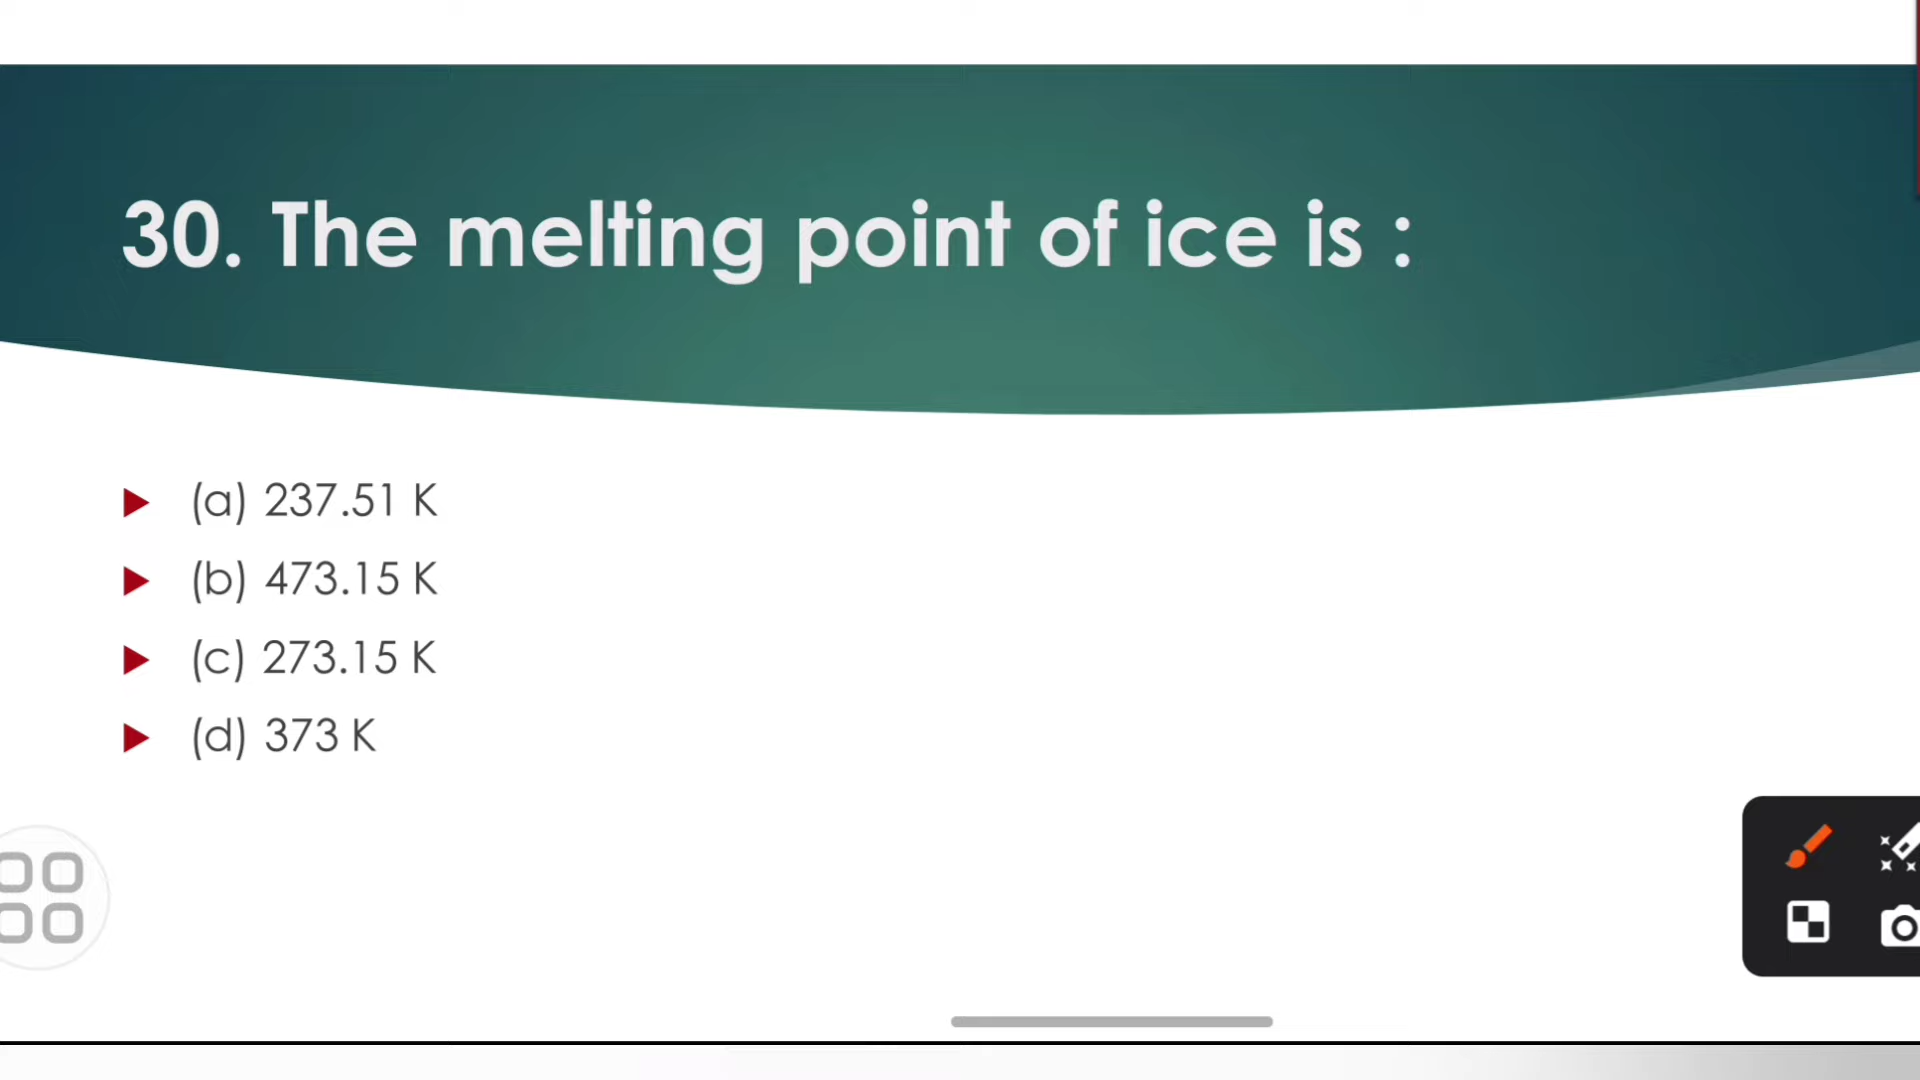 30. The melting point of ice is :
(a) 237.51 K
(b) 473.15 K
(c) 273.15 K
(d) 373 K